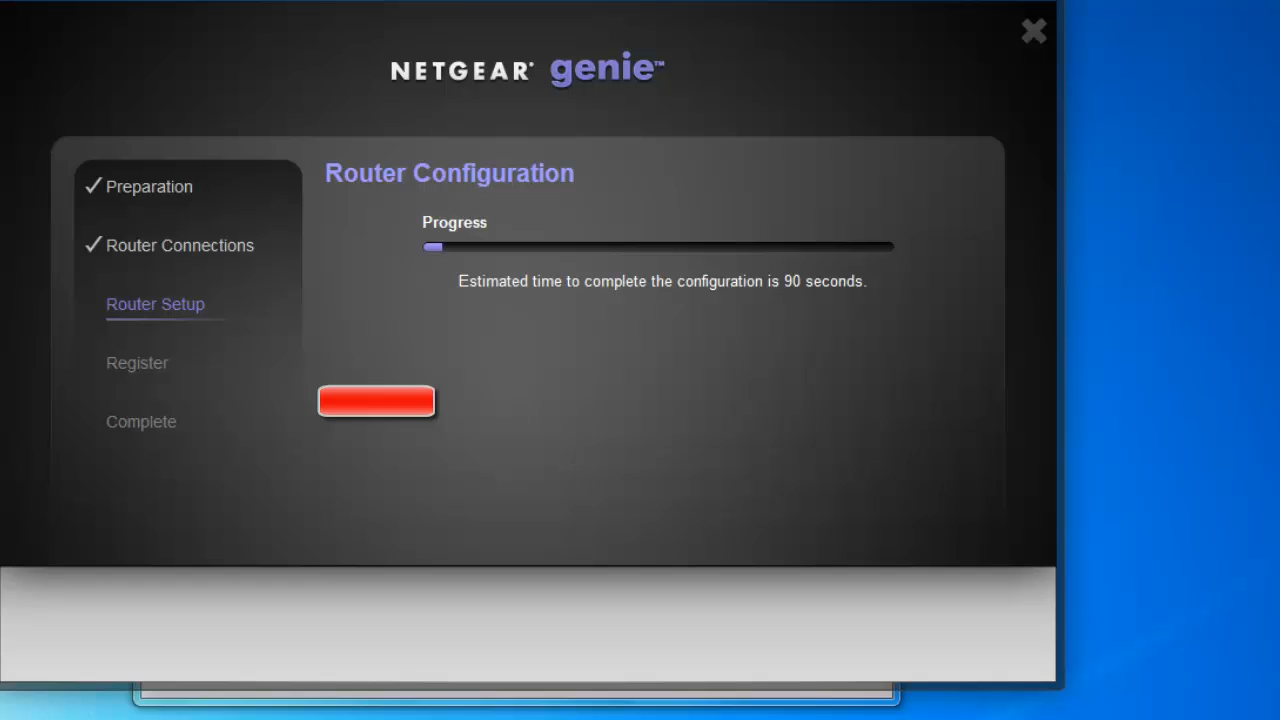 NETGEAR® genie™
Router Configuration
✓ Preparation
✓ Router Connections
Router Setup
Register
Complete
Progress
Estimated time to complete the configuration is 90 seconds.